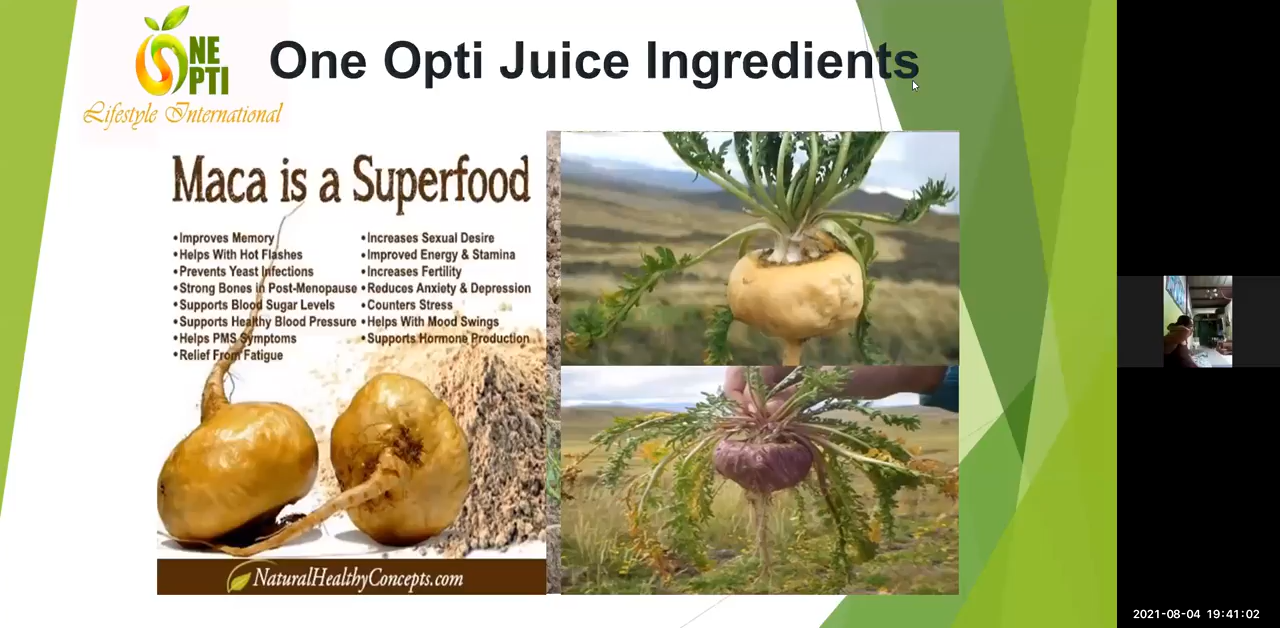 NE
PTI
Lifestyle International
One Opti Juice Ingredients
Maca is a Superfood
•Improves Memory
•Helps With Hot Flashes
•Prevents Yeast Infections
•Strong Bones in Post-Menopause
•Supports Blood Sugar Levels
•Supports Healthy Blood Pressure
•Helps PMS Symptoms
•Relief From Fatigue
•Increases Sexual Desire
•Improved Energy & Stamina
•Increases Fertility
•Reduces Anxiety & Depression
•Counters Stress
•Helps With Mood Swings
•Supports Hormone Production
NaturalHealthyConcepts.com
2021-08-04 19:41:02